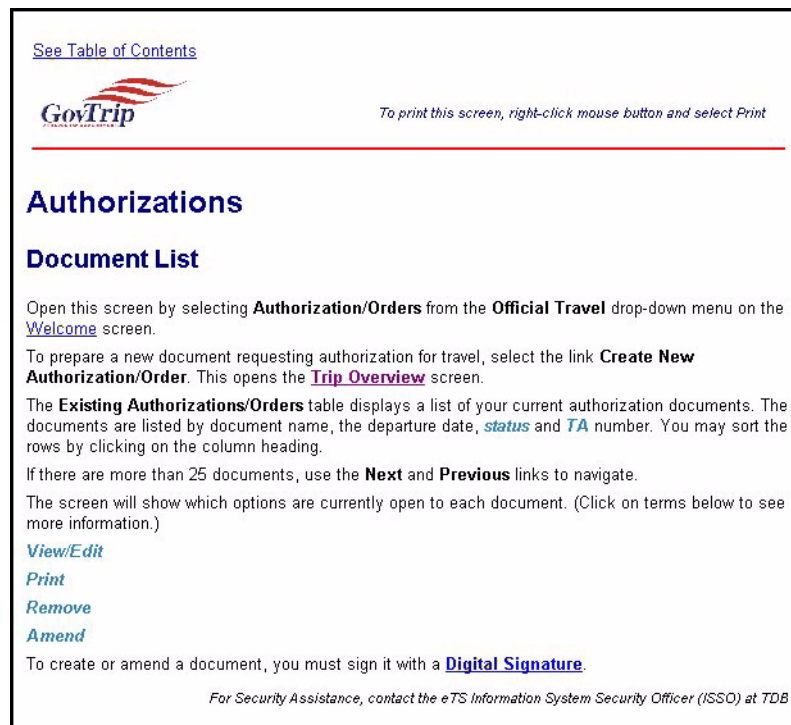 See Table of Contents
GovTrip
To print this screen, right-click mouse button and select Print
Authorizations
Document List
Open this screen by selecting Authorization/Orders from the Official Travel drop-down menu on the
Welcome screen.
To prepare a new document requesting authorization for travel, select the link Create New
Authorization/Order. This opens the Trip Overview screen.
The Existing Authorizations/Orders table displays a list of your current authorization documents. The
documents are listed by document name, the departure date, status and TA number. You may sort the
rows by clicking on the column heading.
If there are more than 25 documents, use the Next and Previous links to navigate.
The screen will show which options are currently open to each document. (Click on terms below to see
more information.)
View/Edit
Print
Remove
Amend
To create or amend a document, you must sign it with a Digital Signature.
For Security Assistance, contact the eTS Information System Security Officer (ISSO) at TDB